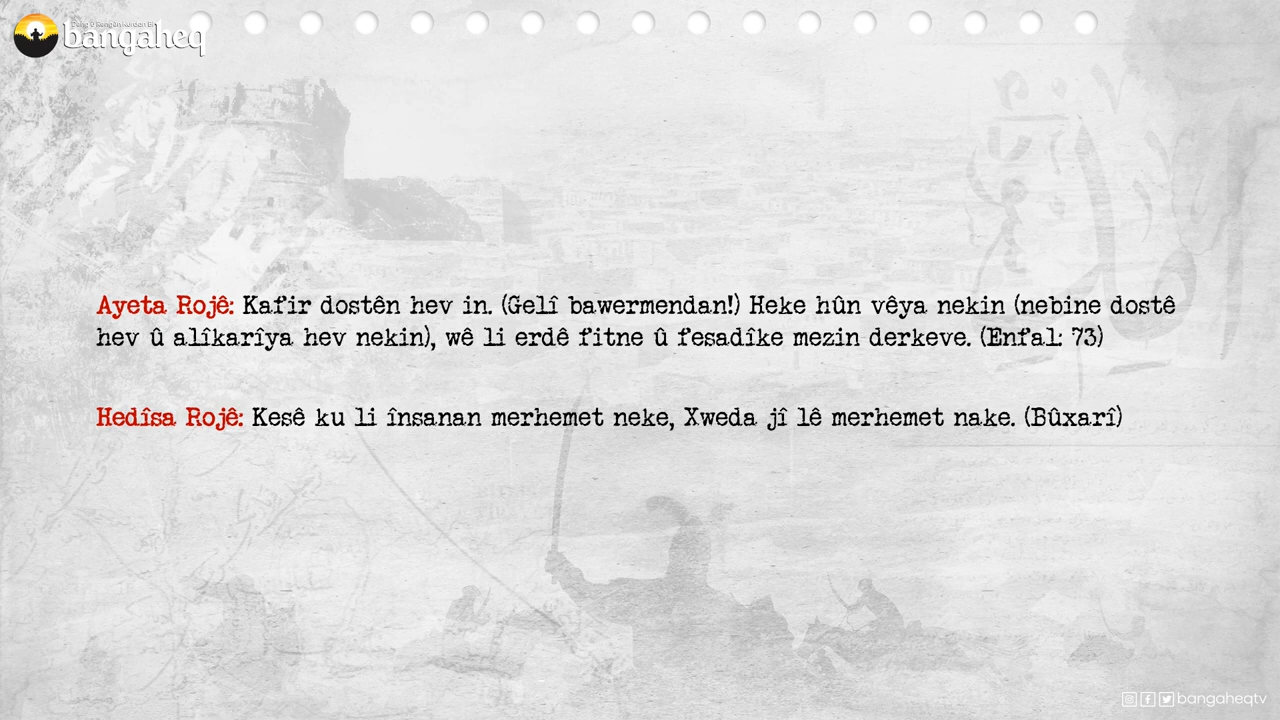 bangaheq
Ayeta Rojê: Kafir dostên hev in. (Gelî bawermendan!) Heke hûn vêya nekin (nebine dostê
hev û alîkarîya hev nekin), wê li erdê fitne û fesadîke mezin derkeve. (Enfal: 73)
Hedîsa Rojê: Kesê ku li însanan merhemet neke, Xweda jî lê merhemet nake. (Bûxarî)
bangaheqtv